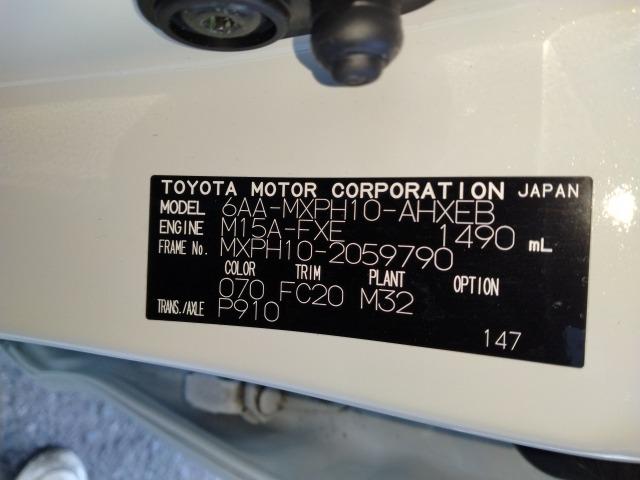 TOYOTA MOTOR CORPORATION JAPAN
MODEL 6AA-MXPH10-AHXEB
ENGINE M15A-FXE 1490 mL
FRAME No. MXPH10-2059790
COLOR TRIM PLANT OPTION
070 FC20 M32
TRANS./AXLE P910
147